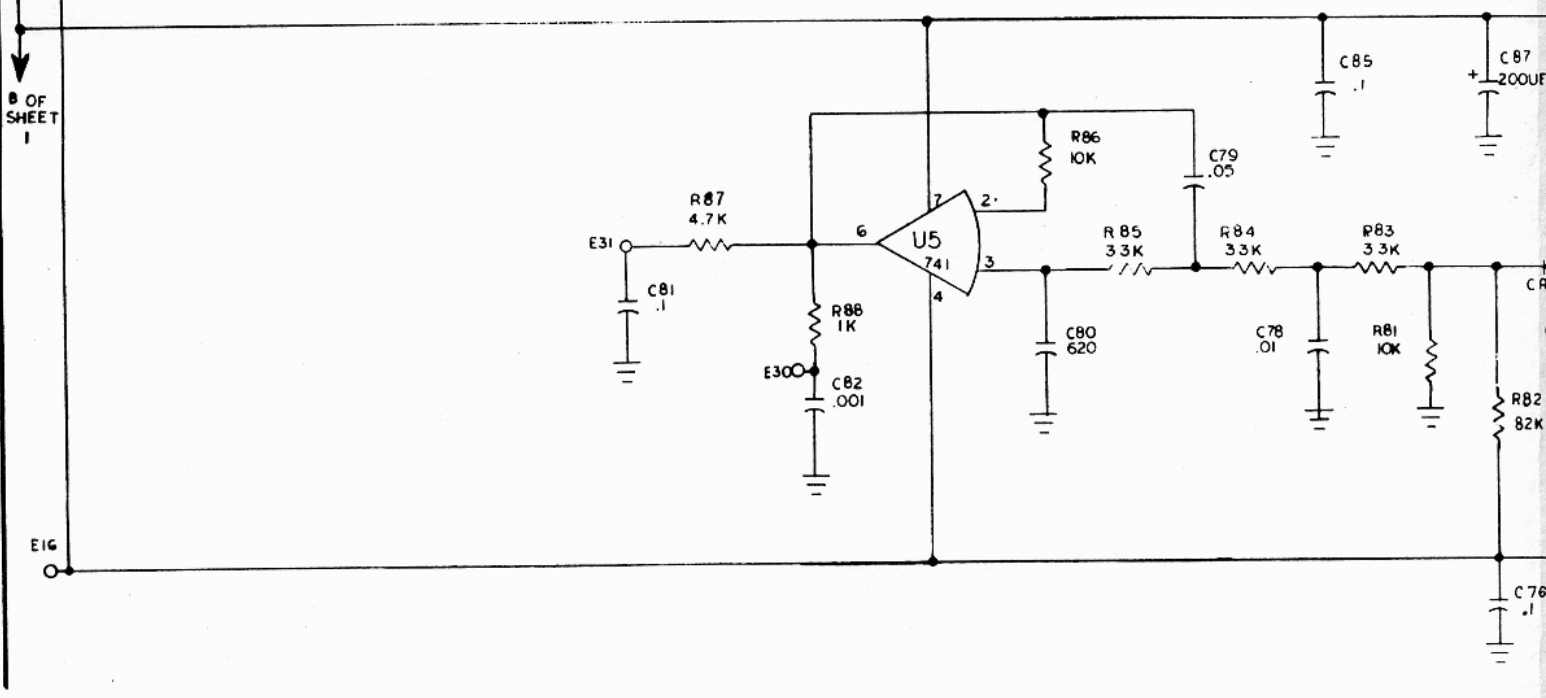 B OF
SHEET
1
C85
.1
C87
+
200UF
R86
10K
C79
.05
R87
4.7K
7
2
6
U5
741
3
4
E31
R85
33K
R84
33K
R83
33K
CR
C81
.1
R88
1K
E30
C82
.001
C80
620
C78
.01
R81
10K
R82
82K
E16
C76
.1